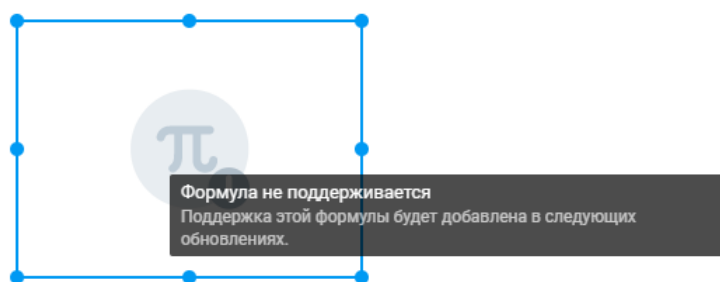 Формула не поддерживается
Поддержка этой формулы будет добавлена в следующих
обновлениях.